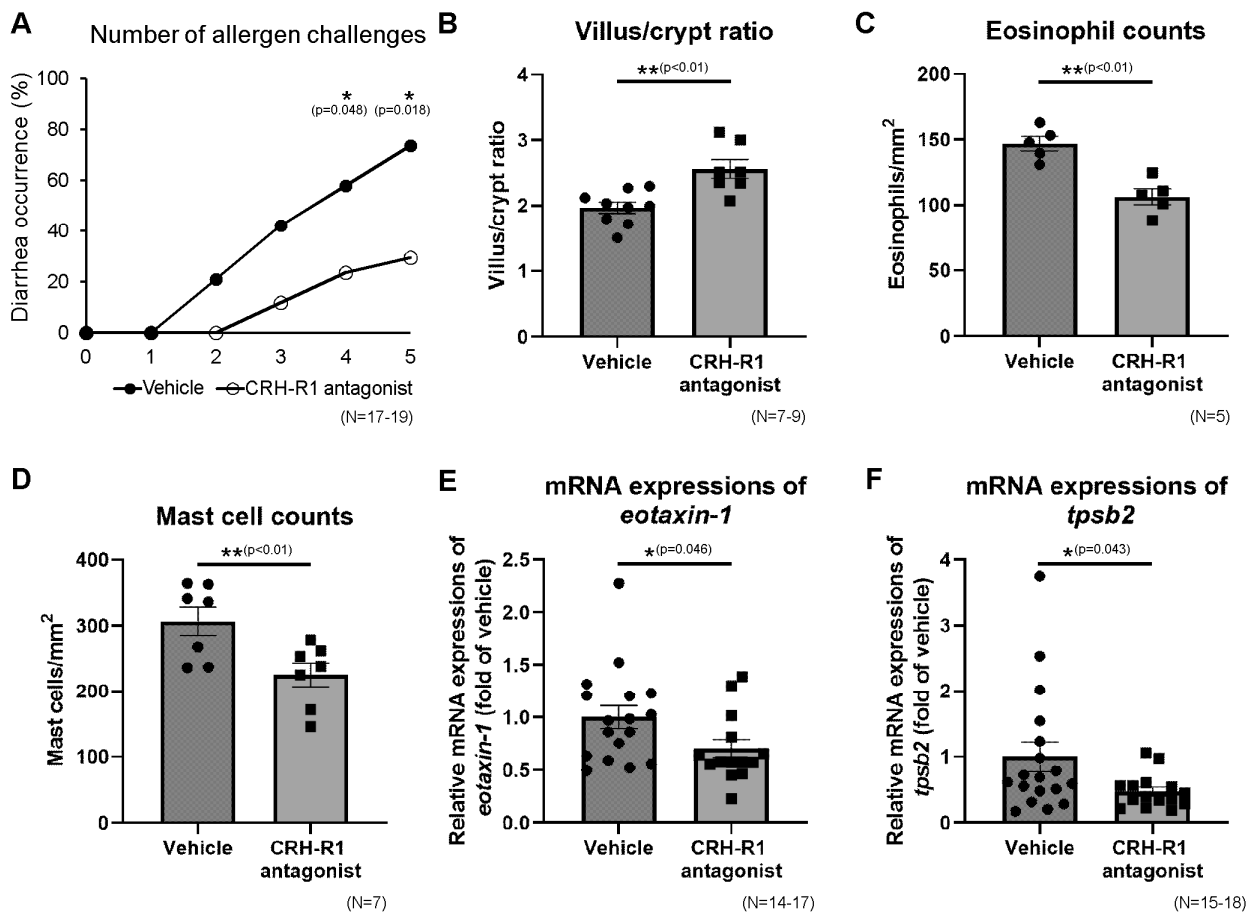 A
Number of allergen challenges
Diarrhea occurrence (%)
100
80
60
40
20
0
* *
(p=0.048) (p=0.018)
0 1 2 3 4 5
Vehicle CRH-R1 antagonist
(N=17-19)
B
Villus/crypt ratio
**(p<0.01)
Villus/crypt ratio
4
3
2
1
0
Vehicle CRH-R1
antagonist
(N=7-9)
C
Eosinophil counts
**(p<0.01)
Eosinophils/mm2
200
150
100
50
0
Vehicle CRH-R1
antagonist
(N=5)
D
Mast cell counts
**(p<0.01)
Mast cells/mm2
400
300
200
100
0
Vehicle CRH-R1
antagonist
(N=7)
E
mRNA expressions of
eotaxin-1
*(p=0.046)
Relative mRNA expressions of
eotaxin-1 (fold of vehicle)
2.5
2.0
1.5
1.0
0.5
0.0
Vehicle CRH-R1
antagonist
(N=14-17)
F
mRNA expressions of
tpsb2
*(p=0.043)
Relative mRNA expressions of
tpsb2 (fold of vehicle)
4
3
2
1
0
Vehicle CRH-R1
antagonist
(N=15-18)